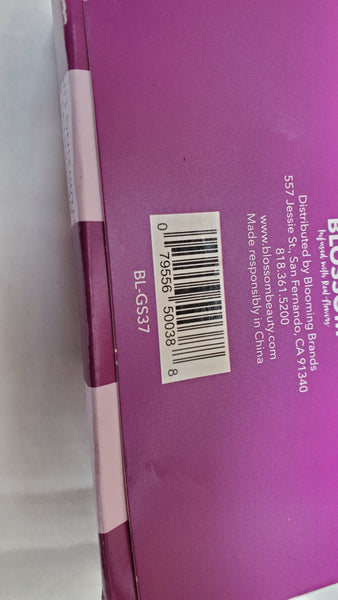 BLOSSOM
Infused with Real flowers
Distributed by Blooming Brands
557 Jessie St., San Fernando, CA 91340
818.361.5200
www.blossombeauty.com
Made responsibly in China
0 79556 50038 8
BL-GS37